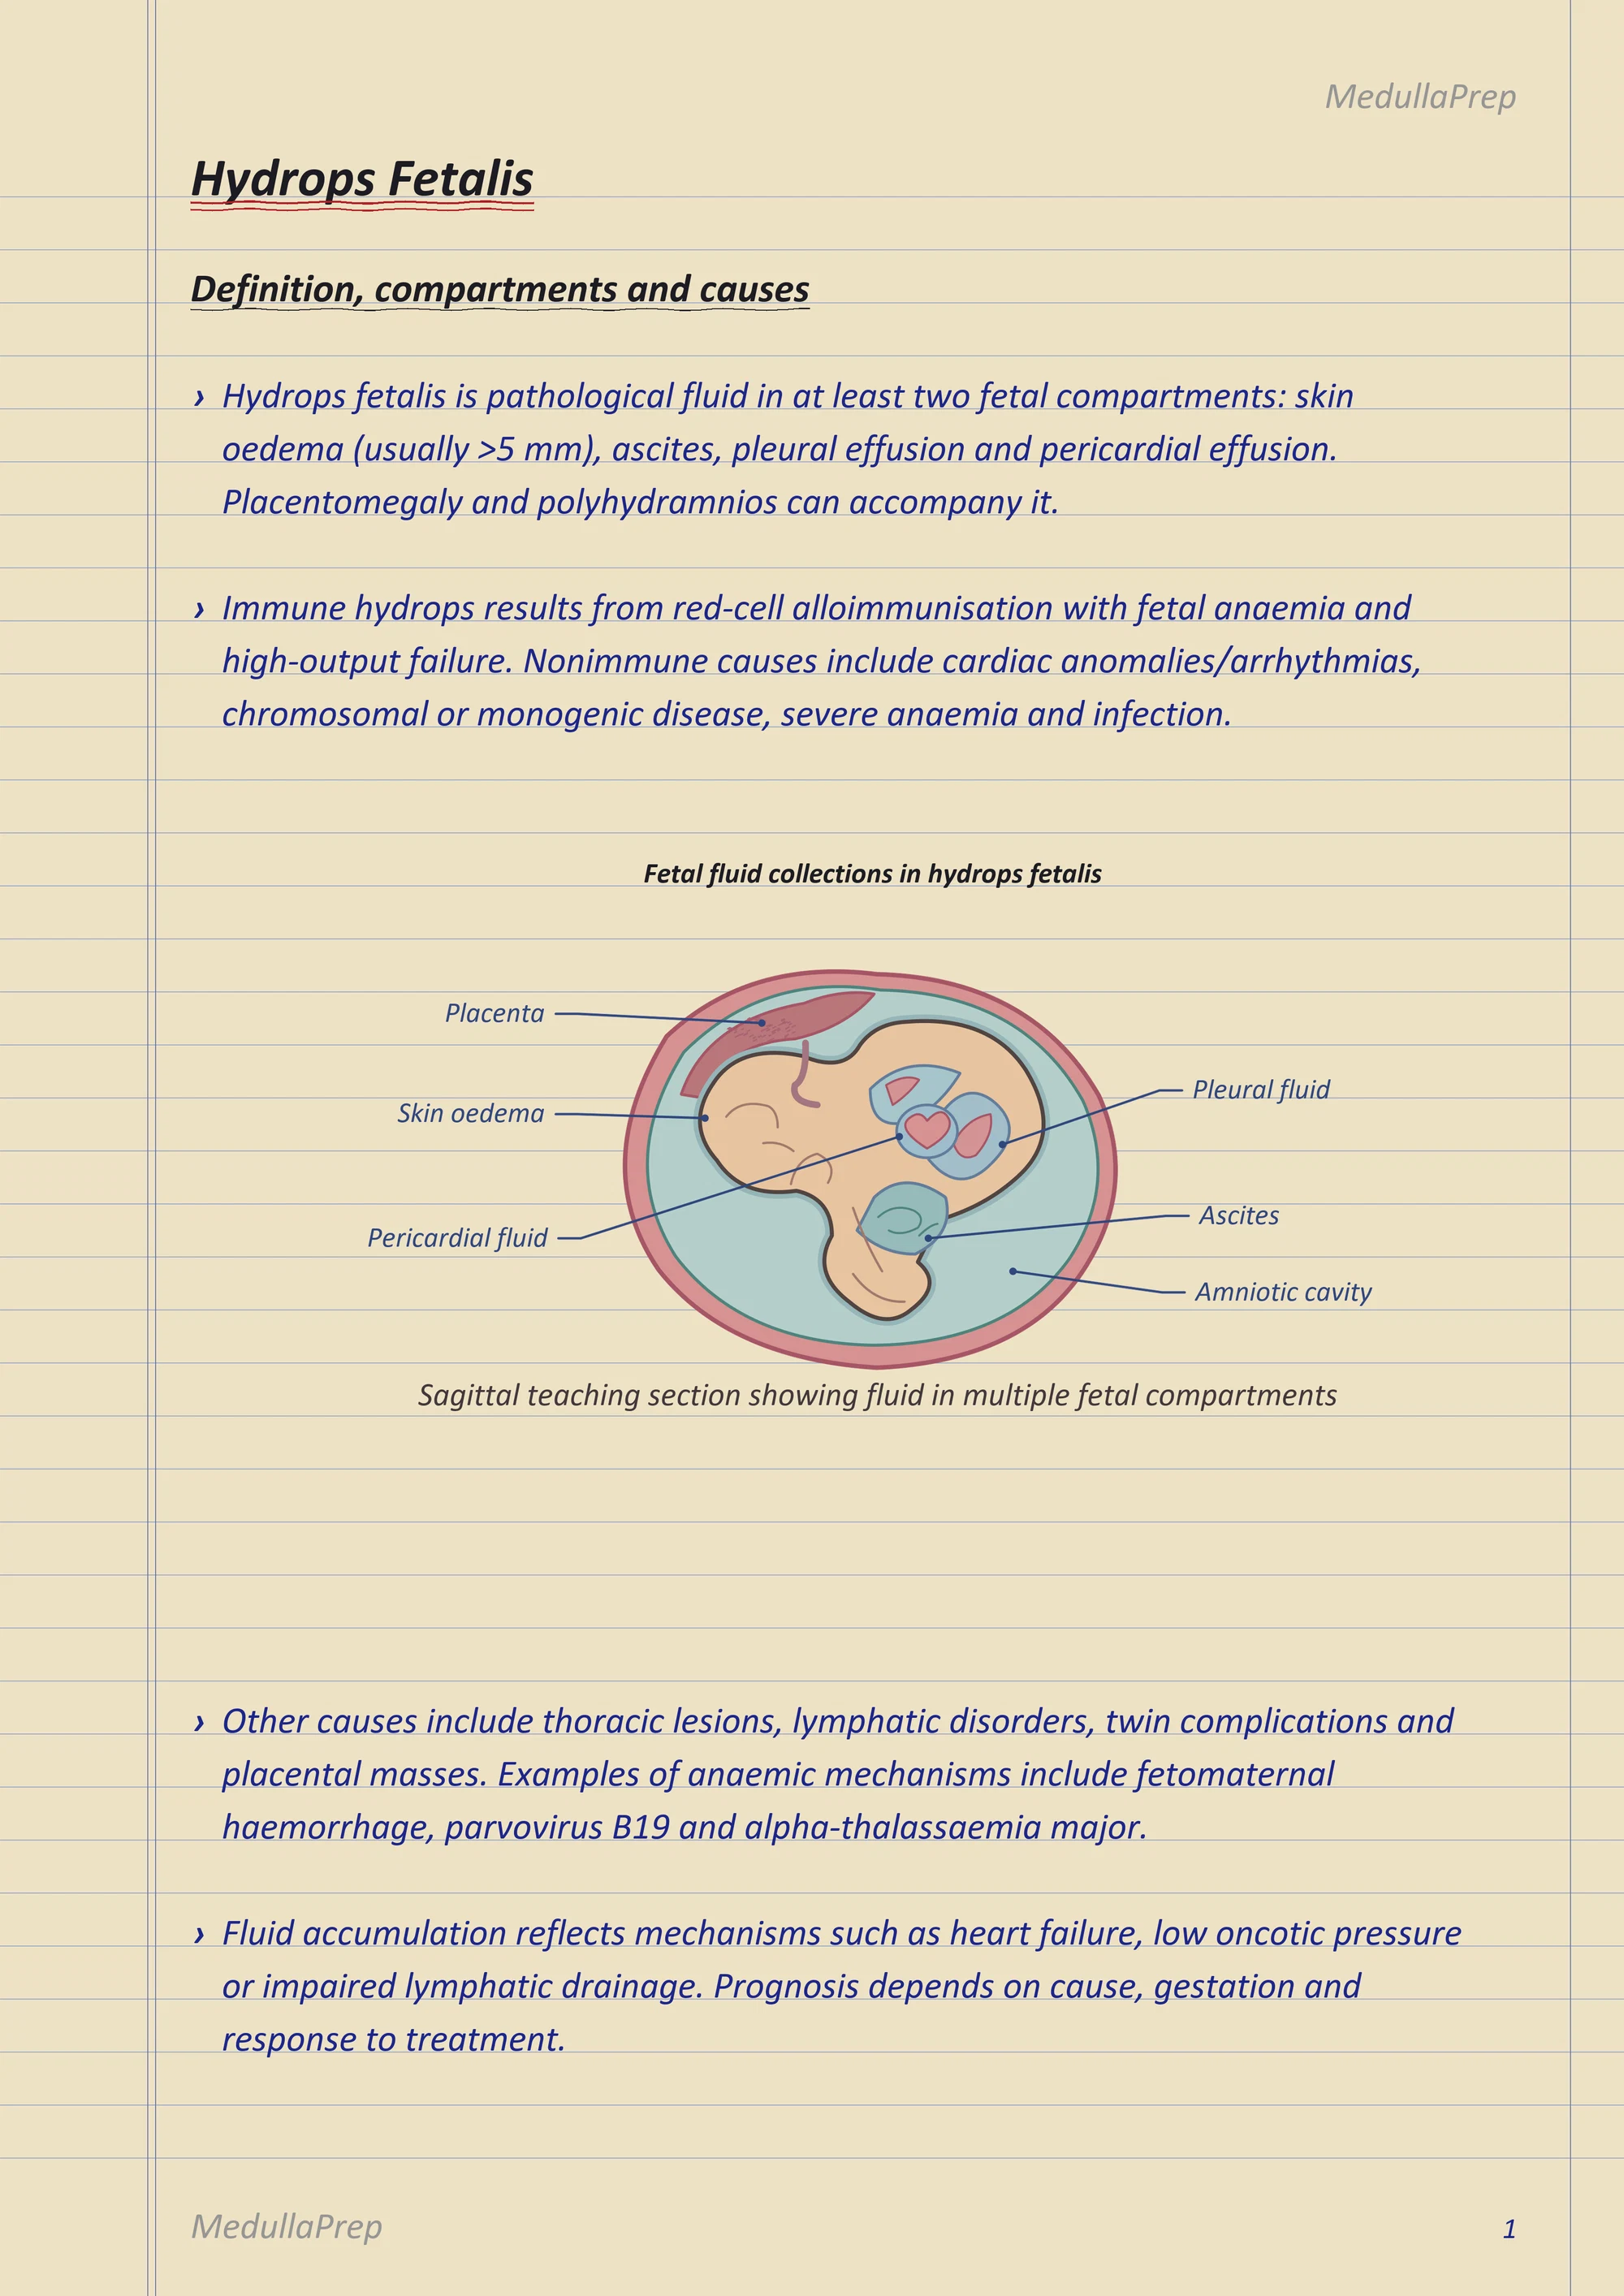 MedullaPrep
Hydrops Fetalis
Definition, compartments and causes
› Hydrops fetalis is pathological fluid in at least two fetal compartments: skin
oedema (usually >5 mm), ascites, pleural effusion and pericardial effusion.
Placentomegaly and polyhydramnios can accompany it.
› Immune hydrops results from red-cell alloimmunisation with fetal anaemia and
high-output failure. Nonimmune causes include cardiac anomalies/arrhythmias,
chromosomal or monogenic disease, severe anaemia and infection.
Fetal fluid collections in hydrops fetalis
Placenta
Pleural fluid
Skin oedema
Ascites
Pericardial fluid
Amniotic cavity
Sagittal teaching section showing fluid in multiple fetal compartments
› Other causes include thoracic lesions, lymphatic disorders, twin complications and
placental masses. Examples of anaemic mechanisms include fetomaternal
haemorrhage, parvovirus B19 and alpha-thalassaemia major.
› Fluid accumulation reflects mechanisms such as heart failure, low oncotic pressure
or impaired lymphatic drainage. Prognosis depends on cause, gestation and
response to treatment.
MedullaPrep
1